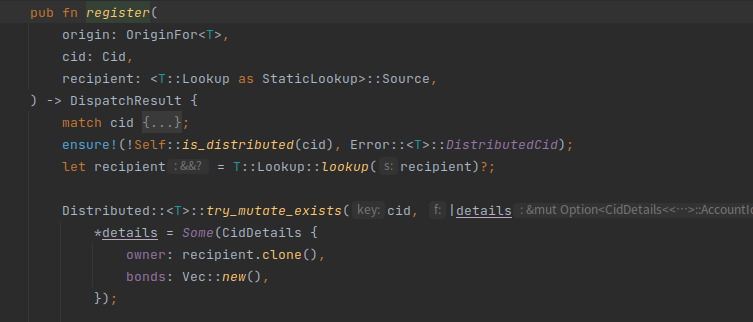 pub fn register(
origin: OriginFor<T>,
cid: Cid,
recipient: <T::Lookup as StaticLookup>::Source,
) -> DispatchResult {
match cid {...};
ensure!(!Self::is_distributed(cid), Error::<T>::DistributedCid);
let recipient : &&? = T::Lookup::lookup( s: recipient)?;
Distributed::<T>::try_mutate_exists( key: cid, f: |details : &mut Option<CidDetails<<⋯>::AccountIc
*details = Some(CidDetails {
owner: recipient.clone(),
bonds: Vec::new(),
});